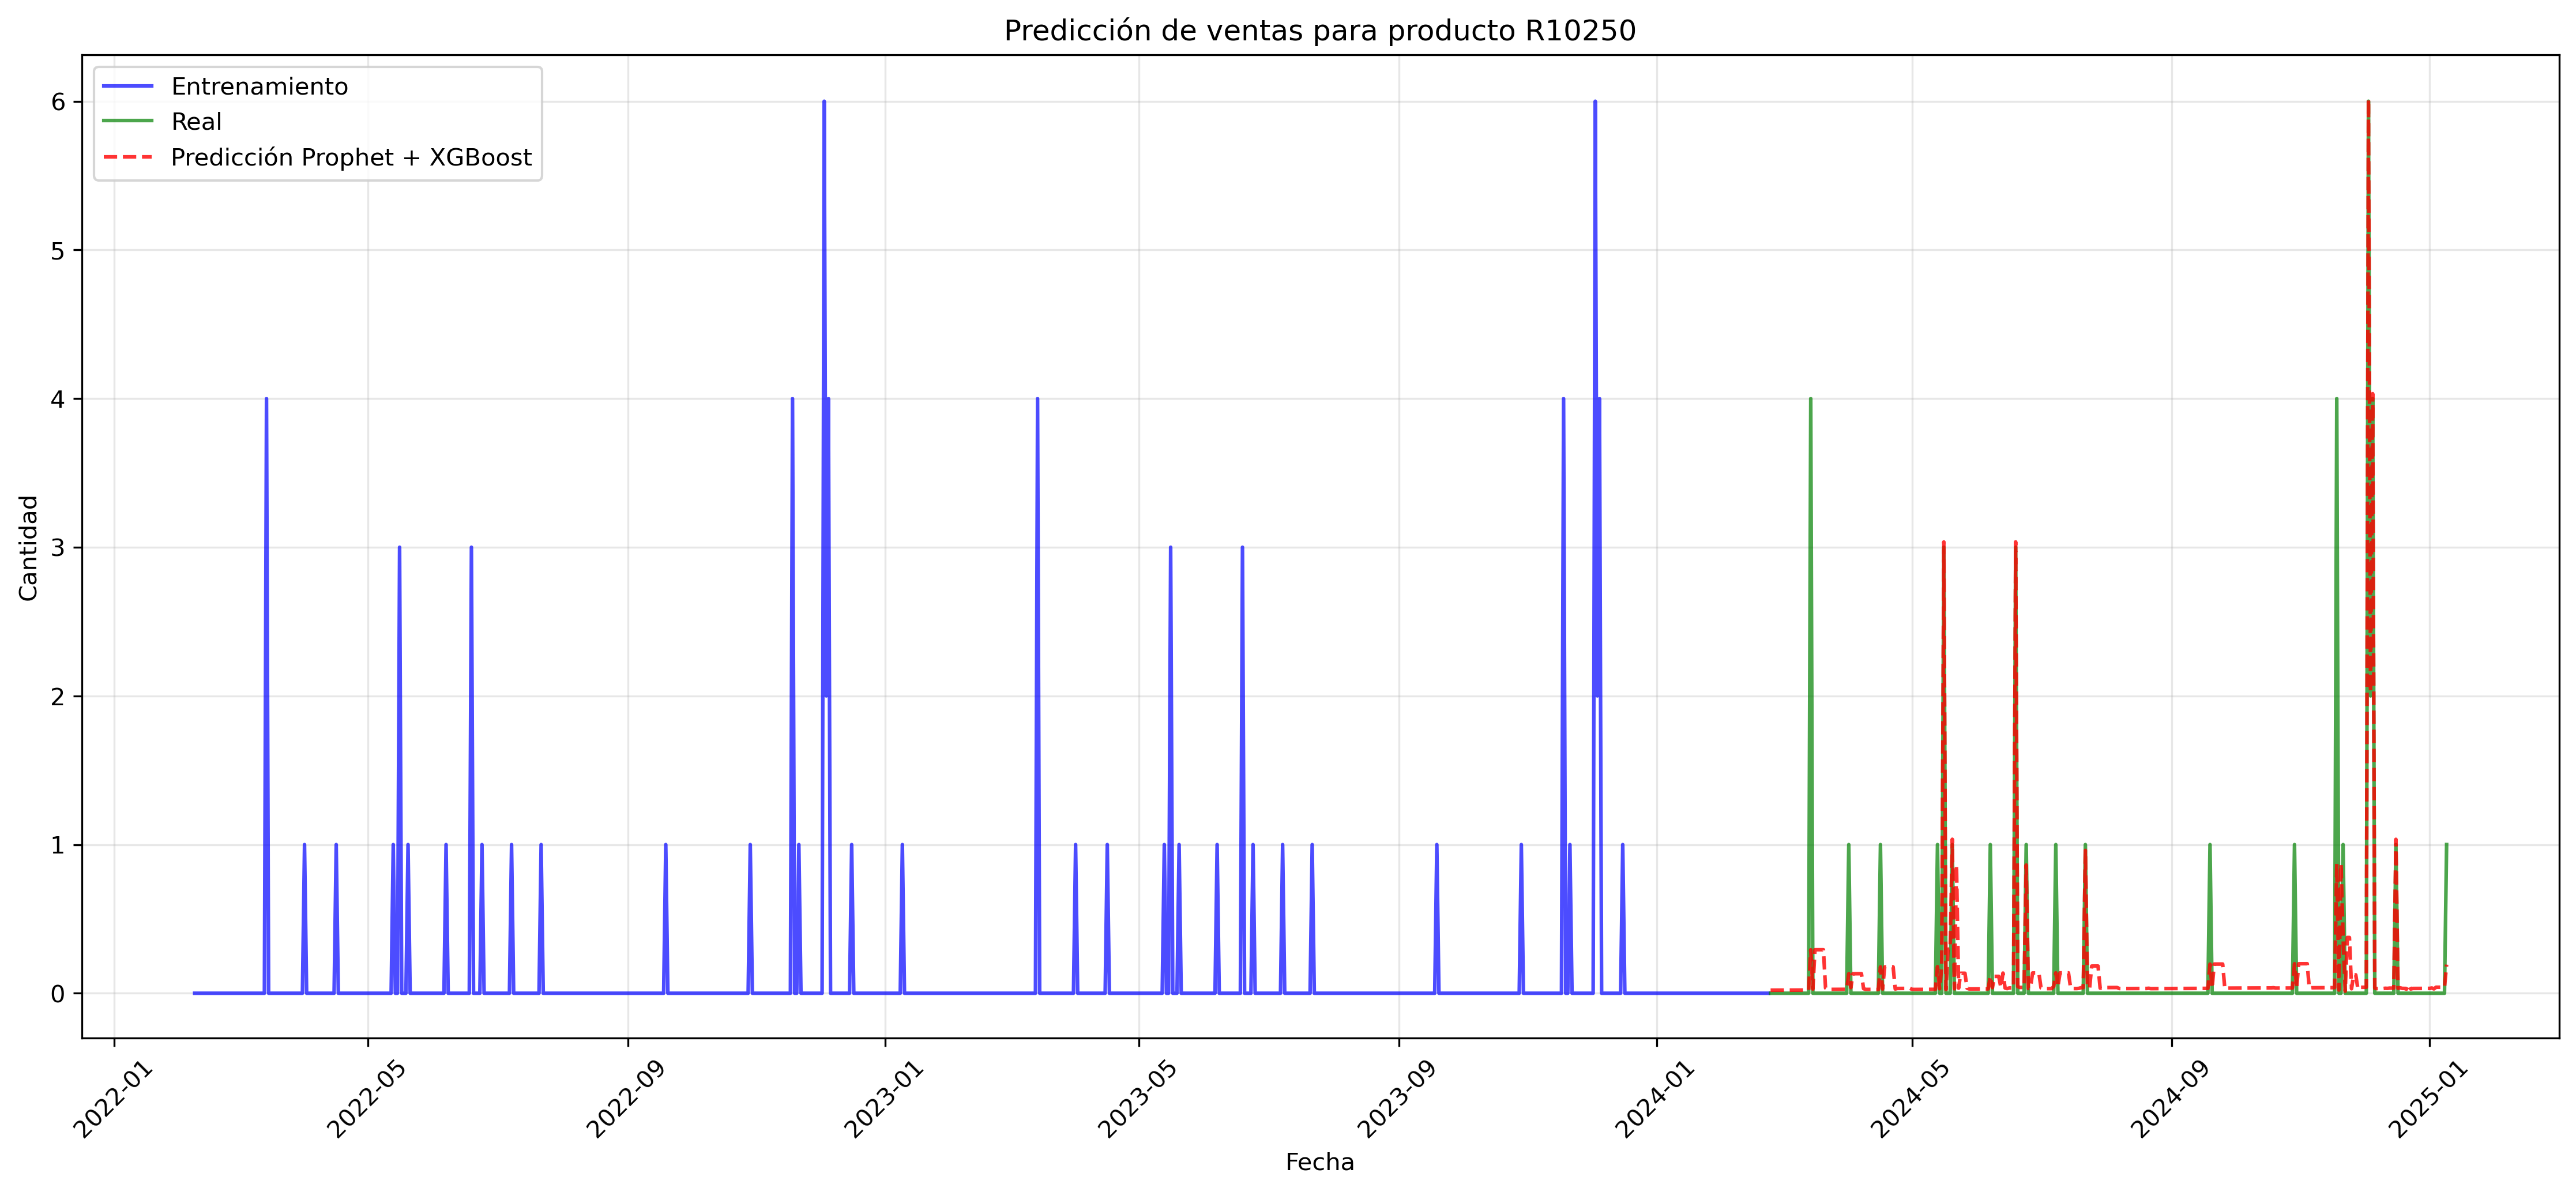 Predicción de ventas para producto R10250
Entrenamiento
Real
Predicción Prophet + XGBoost
6
5
4
3
2
1
0
Cantidad
2022-01
2022-05
2022-09
2023-01
2023-05
2023-09
2024-01
2024-05
2024-09
2025-01
Fecha